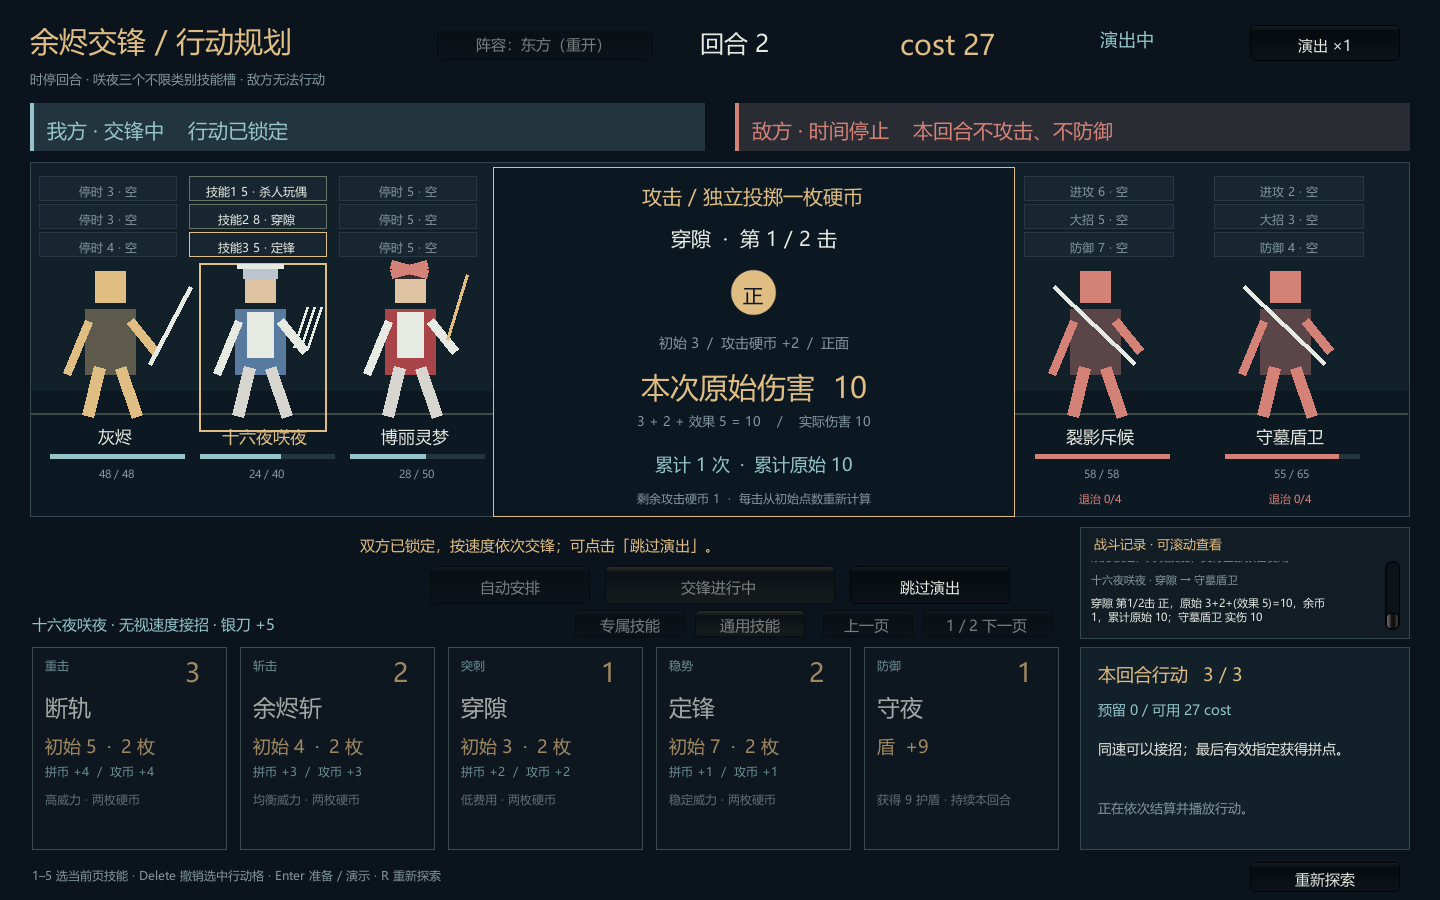 余烬交锋 / 行动规划
阵容：东方（重开）
回合 2
cost 27
演出中
演出 ×1
时停回合 · 咲夜三个不限类别技能槽 · 敌方无法行动
我方 · 交锋中 行动已锁定
敌方 · 时间停止 本回合不攻击、不防御
停时 3 · 空
停时 3 · 空
停时 4 · 空
技能1 5 · 杀人玩偶
技能2 8 · 穿隙
技能3 5 · 定锋
停时 5 · 空
停时 5 · 空
停时 5 · 空
攻击 / 独立投掷一枚硬币
穿隙 · 第 1 / 2 击
正
初始 3 / 攻击硬币 +2 / 正面
本次原始伤害 10
3 + 2 + 效果 5 = 10 / 实际伤害 10
累计 1 次 · 累计原始 10
剩余攻击硬币 1 · 每击从初始点数重新计算
进攻 6 · 空
大招 5 · 空
防御 7 · 空
进攻 2 · 空
大招 3 · 空
防御 4 · 空
灰烬
48 / 48
十六夜咲夜
24 / 40
博丽灵梦
28 / 50
裂影斥候
58 / 58
退治 0/4
守墓盾卫
55 / 65
退治 0/4
双方已锁定，按速度依次交锋；可点击「跳过演出」。
自动安排
交锋进行中
跳过演出
战斗记录 · 可滚动查看
十六夜咲夜 · 穿隙 → 守墓盾卫
穿隙 第1/2击 正，原始 3+2+(效果 5)=10，余币
1，累计原始 10；守墓盾卫 实伤 10
十六夜咲夜 · 无视速度接招 · 银刀 +5
专属技能
通用技能
上一页
1 / 2 下一页
重击
3
断轨
初始 5 · 2 枚
拼币 +4 / 攻币 +4
高威力 · 两枚硬币
斩击
2
余烬斩
初始 4 · 2 枚
拼币 +3 / 攻币 +3
均衡威力 · 两枚硬币
突刺
1
穿隙
初始 3 · 2 枚
拼币 +2 / 攻币 +2
低费用 · 两枚硬币
稳势
2
定锋
初始 7 · 2 枚
拼币 +1 / 攻币 +1
稳定威力 · 两枚硬币
防御
1
守夜
盾 +9
获得 9 护盾 · 持续本回合
本回合行动 3 / 3
预留 0 / 可用 27 cost
同速可以接招；最后有效指定获得拼点。
正在依次结算并播放行动。
1–5 选当前页技能 · Delete 撤销选中行动格 · Enter 准备 / 演示 · R 重新探索
重新探索